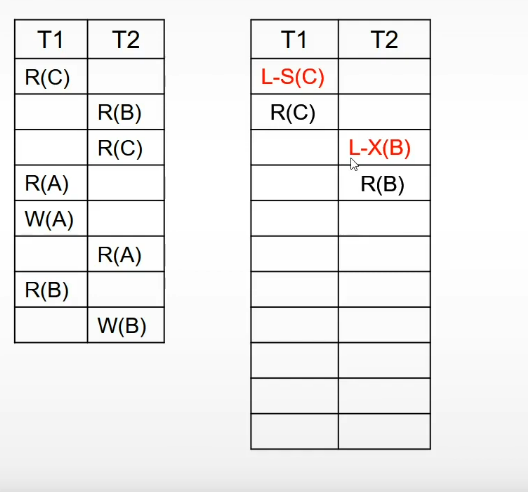 T1 T2
R(C)
R(B)
R(C)
R(A)
W(A)
R(A)
R(B)
W(B)
T1 T2
L-S(C)
R(C)
L-X(B)
R(B)